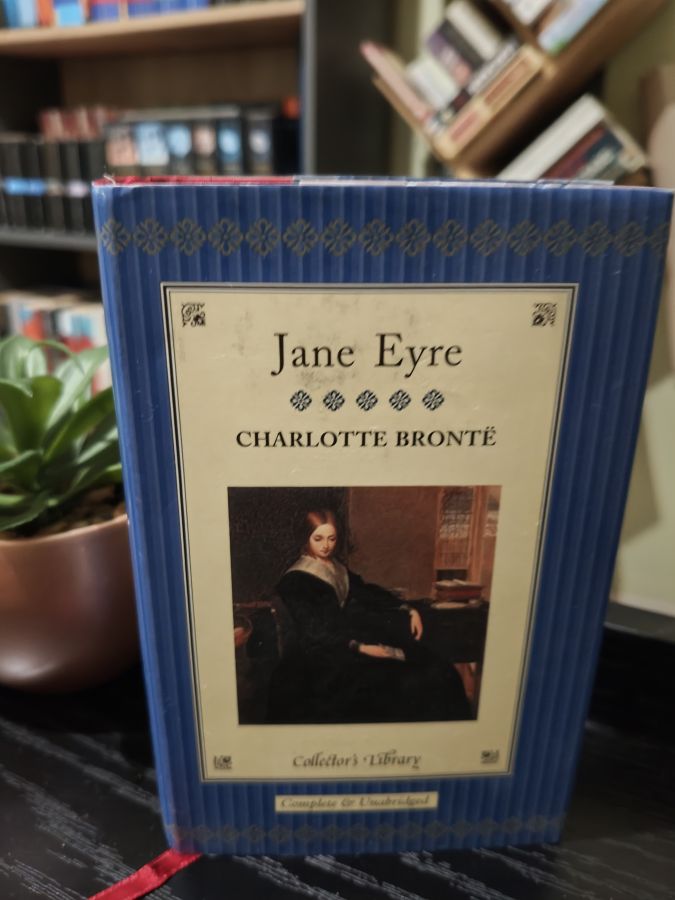 Jane Eyre
CHARLOTTE BRONTË
Collector's Library
Complete & Unabridged